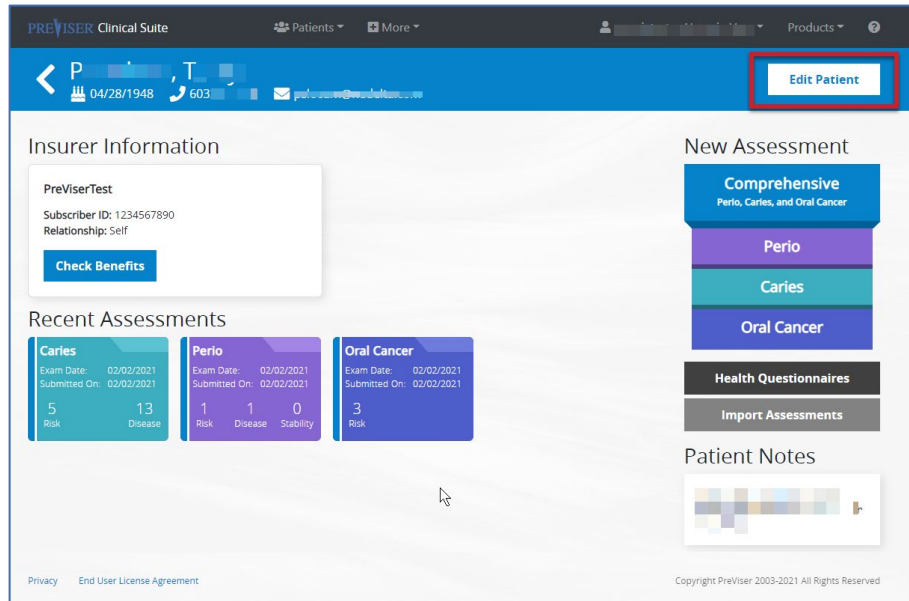 PREVISER Clinical Suite
Patients
More
Products
?
P , T
04/28/1948
603
Edit Patient
Insurer Information
PreViserTest
Subscriber ID: 1234567890
Relationship: Self
Check Benefits
Recent Assessments
Caries
Exam Date: 02/02/2021
Submitted On: 02/02/2021
5 13
Risk Disease
Perio
Exam Date: 02/02/2021
Submitted On: 02/02/2021
1 1 0
Risk Disease Stability
Oral Cancer
Exam Date: 02/02/2021
Submitted On: 02/02/2021
3
Risk
New Assessment
Comprehensive
Perio, Caries, and Oral Cancer
Perio
Caries
Oral Cancer
Health Questionnaires
Import Assessments
Patient Notes
Privacy
End User License Agreement
Copyright PreViser 2003-2021 All Rights Reserved